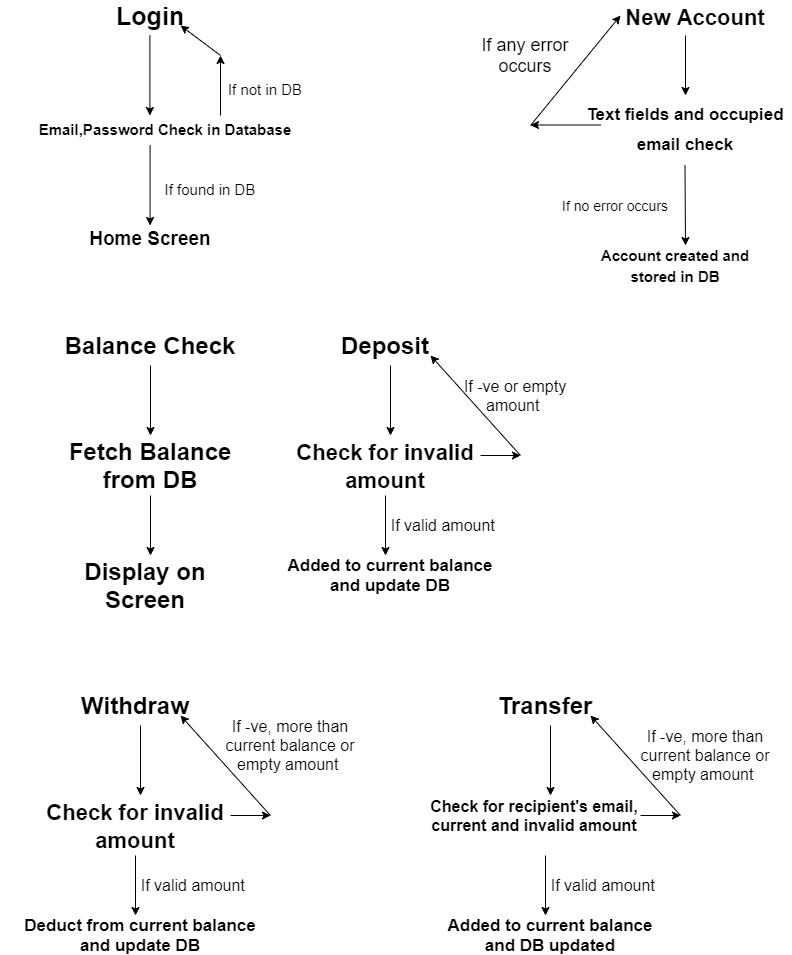 Login
If not in DB
Email,Password Check in Database
If found in DB
Home Screen
New Account
If any error
occurs
Text fields and occupied
email check
If no error occurs
Account created and
stored in DB
Balance Check
Fetch Balance
from DB
Display on
Screen
Deposit
If -ve or empty
amount
Check for invalid
amount
If valid amount
Added to current balance
and update DB
Withdraw
If -ve, more than
current balance or
empty amount
Check for invalid
amount
If valid amount
Deduct from current balance
and update DB
Transfer
If -ve, more than
current balance or
empty amount
Check for recipient's email,
current and invalid amount
If valid amount
Added to current balance
and DB updated